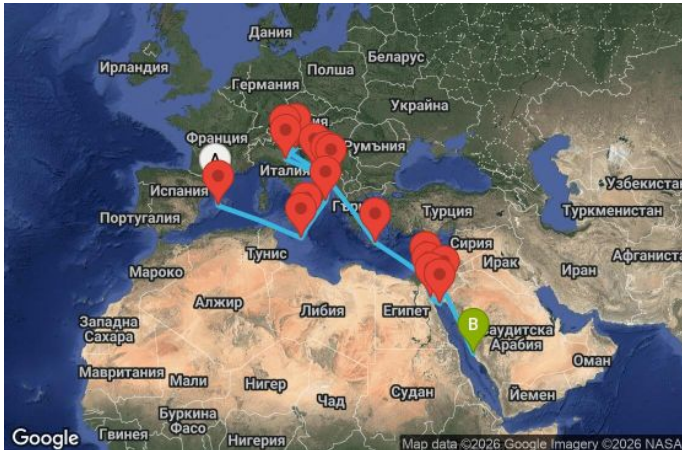 Дания
Ирландия
Беларус
Полша
Германия
Украйна
Франция
Румъния
A
Италия
Испания
Узбекистан
Португалия
Турция
Туркменистан
Тунис
Сирия
Афганиста
Ирак
Иран
Мароко
Алжир
Либия
Египет
Западна
Сахара
B
аудитска
Арабия
Оман
Мавритания
Мали
Нигер
Судан
Йемен
Чад
Буркина
Фасо
Google
Гвинея
Нигерия
Map data ©2026 Google Imagery ©2026 NASA